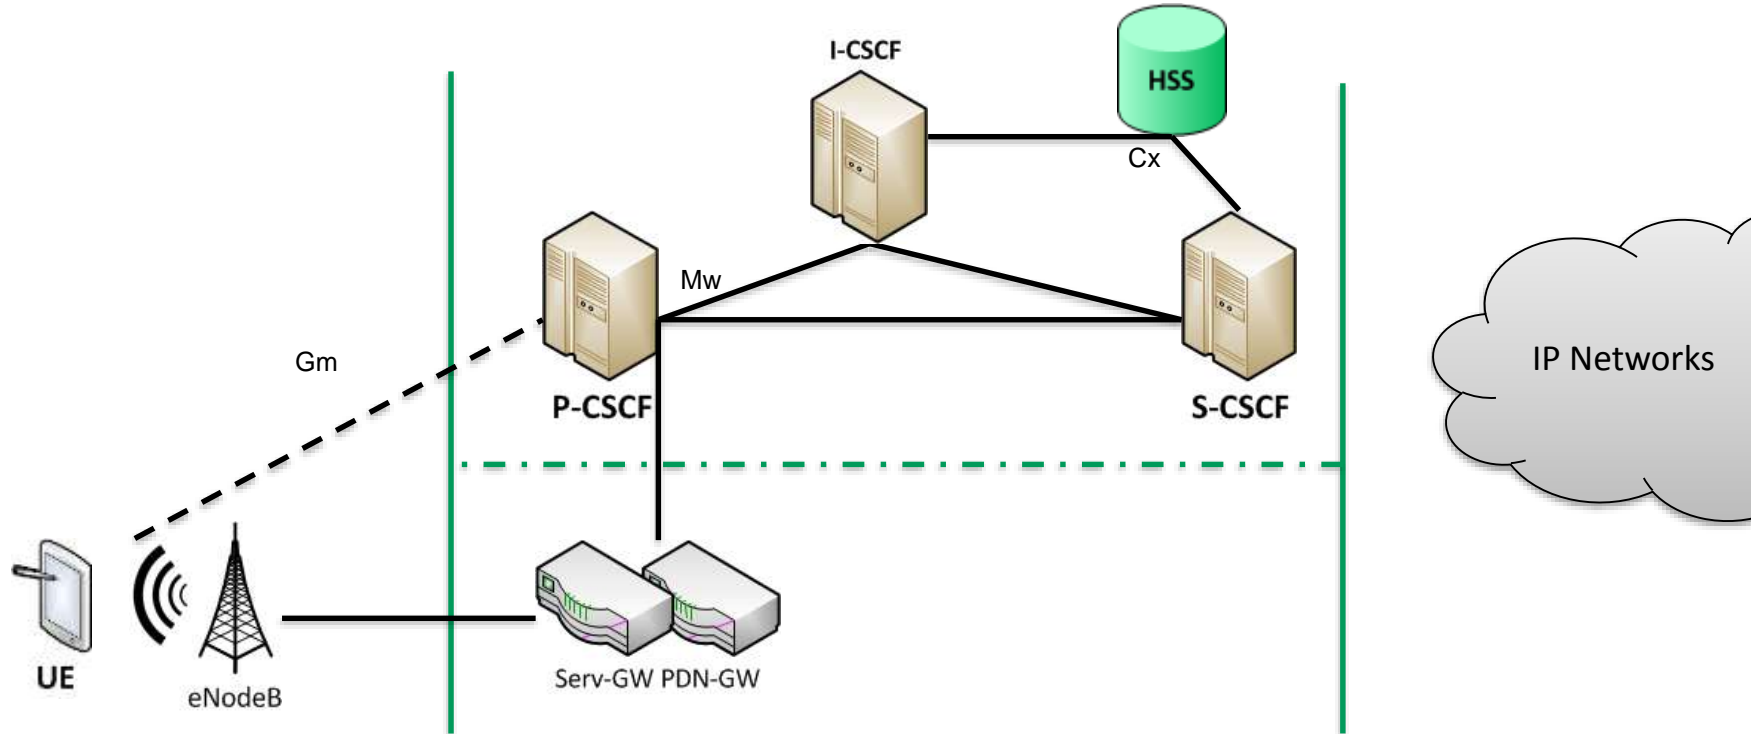 I-CSCF
HSS
Cx
Mw
Gm
IP Networks
P-CSCF
S-CSCF
UE
eNodeB
Serv-GW PDN-GW